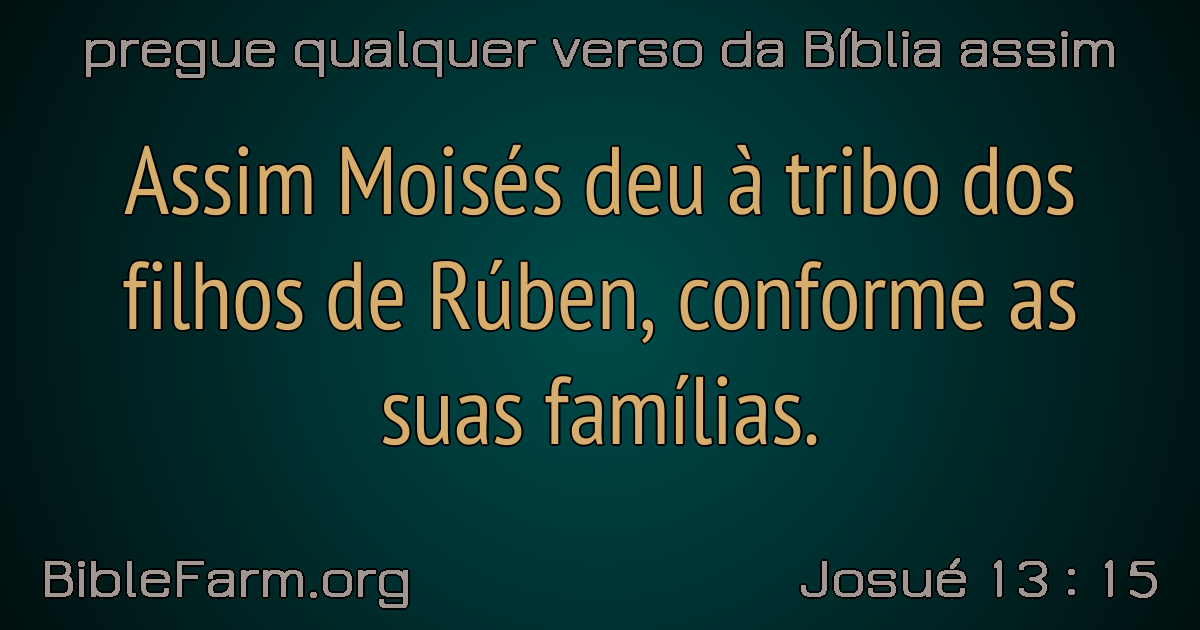 pregue qualquer verso da Bíblia assim
Assim Moisés deu à tribo dos
filhos de Rúben, conforme as
suas famílias.
BibleFarm.org
Josué 13 : 15